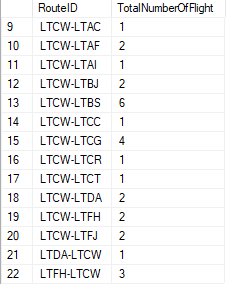 RouteID TotalNumberOfFlight
9 LTCW-LTAC 1
10 LTCW-LTAF 2
11 LTCW-LTAI 1
12 LTCW-LTBJ 2
13 LTCW-LTBS 6
14 LTCW-LTCC 1
15 LTCW-LTCG 4
16 LTCW-LTCR 1
17 LTCW-LTCT 1
18 LTCW-LTDA 2
19 LTCW-LTFH 2
20 LTCW-LTFJ 2
21 LTDA-LTCW 1
22 LTFH-LTCW 3